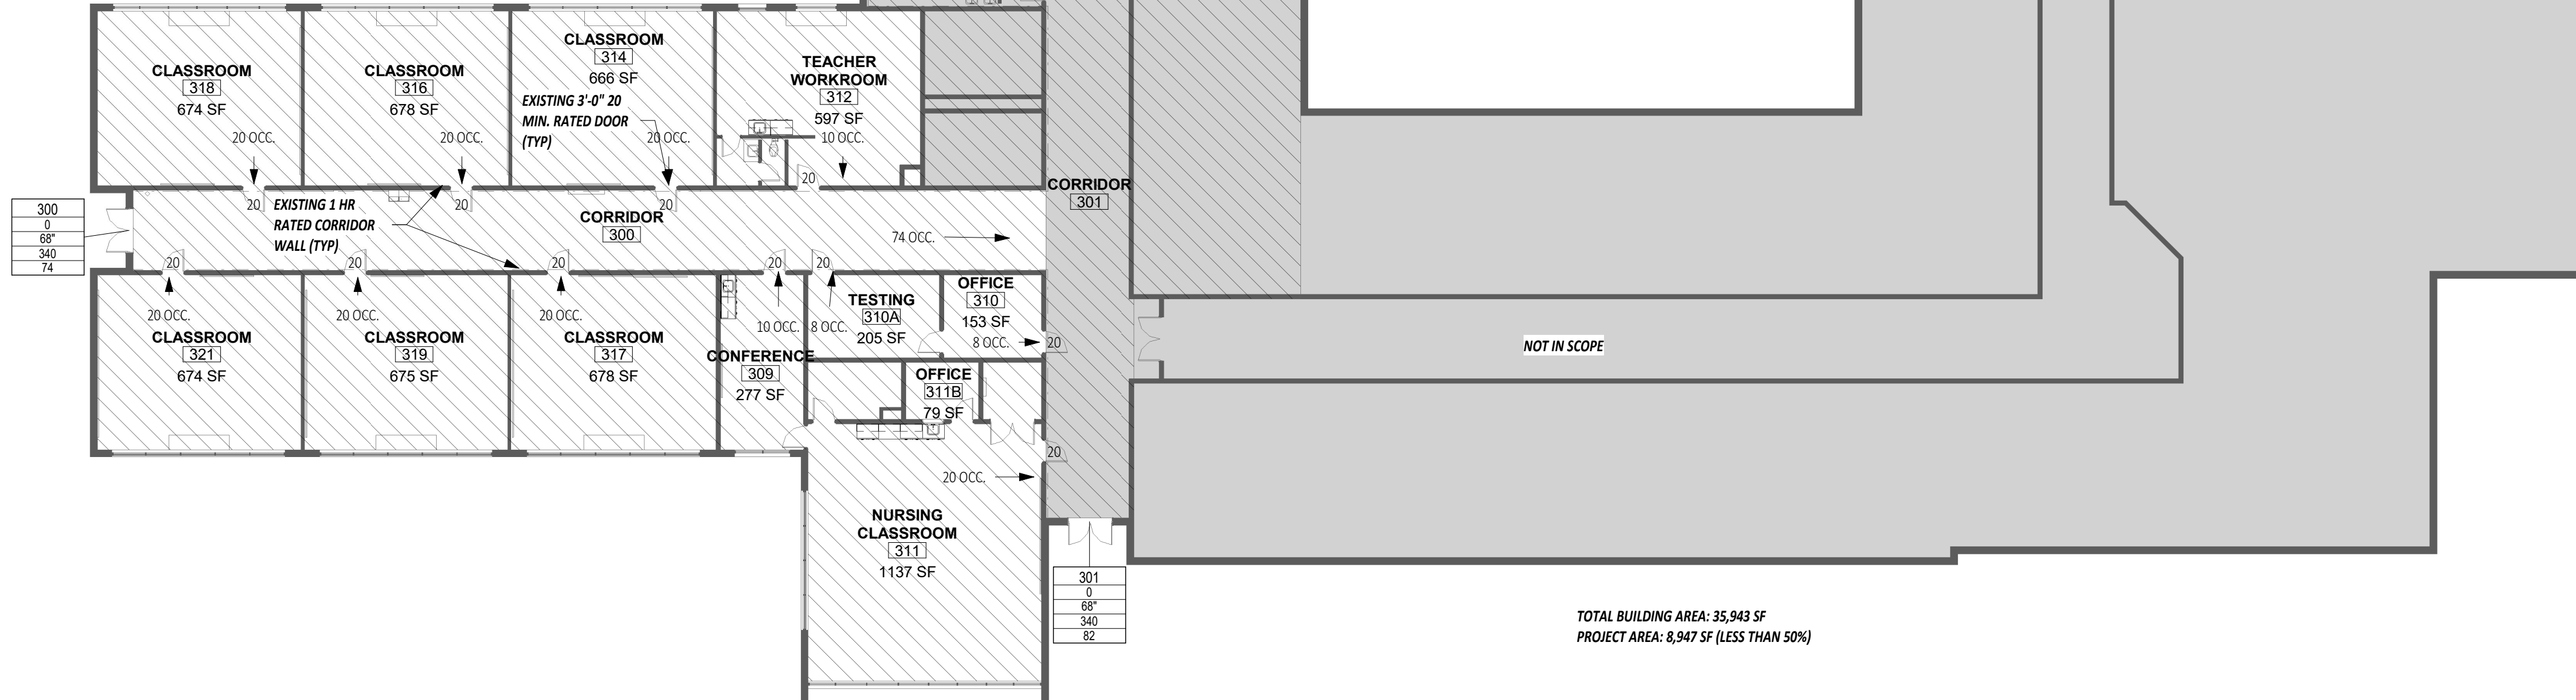 CLASSROOM
318
674 SF
20 OCC.
CLASSROOM
316
678 SF
20 OCC.
CLASSROOM
314
666 SF
EXISTING 3'-0" 20
MIN. RATED DOOR
(TYP)
20 OCC.
TEACHER
WORKROOM
312
597 SF
10 OCC.
20
20
20
20
EXISTING 1 HR
RATED CORRIDOR
WALL (TYP)
CORRIDOR
300
74 OCC.
CORRIDOR
301
300
0
68"
340
74
20
20
20
20
20
20 OCC.
CLASSROOM
321
674 SF
20 OCC.
CLASSROOM
319
675 SF
20 OCC.
CLASSROOM
317
678 SF
10 OCC.
CONFERENCE
309
277 SF
8 OCC.
TESTING
310A
205 SF
OFFICE
310
153 SF
8 OCC.
20
OFFICE
311B
79 SF
20
20 OCC.
NURSING
CLASSROOM
311
1137 SF
301
0
68"
340
82
NOT IN SCOPE
TOTAL BUILDING AREA: 35,943 SF
PROJECT AREA: 8,947 SF (LESS THAN 50%)